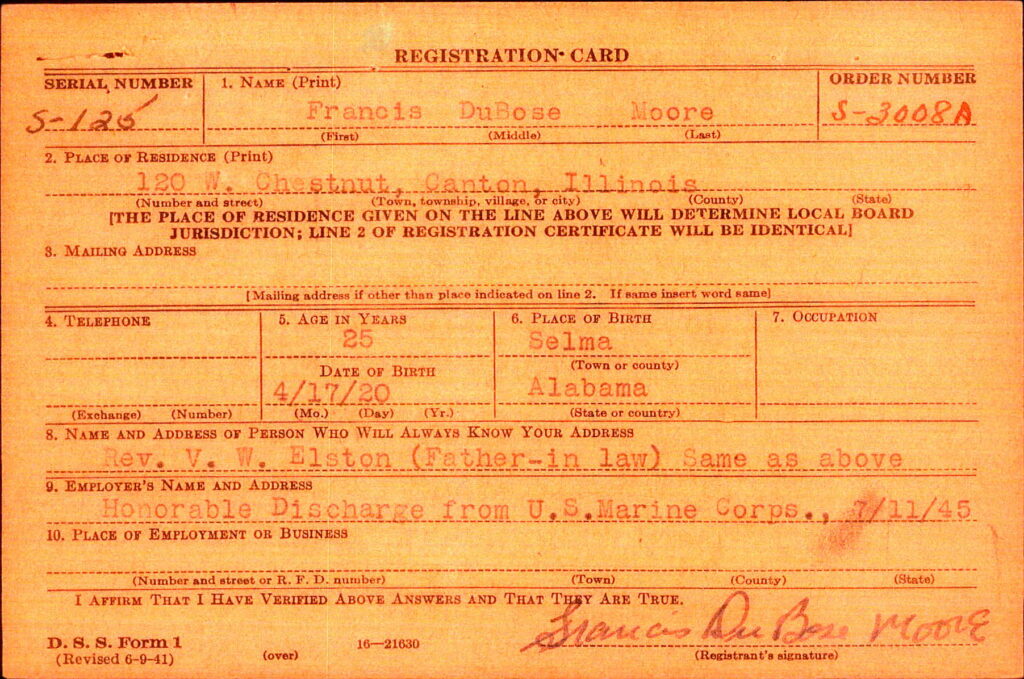 REGISTRATION CARD
SERIAL NUMBER 1. NAME (Print) ORDER NUMBER
S-125 Francis DuBose Moore S-3008A
(First) (Middle) (Last)
2. PLACE OF RESIDENCE (Print)
120 W. Chestnut, Canton, Illinois
(Number and street) (Town, township, village, or city) (County) (State)
[THE PLACE OF RESIDENCE GIVEN ON THE LINE ABOVE WILL DETERMINE LOCAL BOARD
JURISDICTION; LINE 2 OF REGISTRATION CERTIFICATE WILL BE IDENTICAL]
3. MAILING ADDRESS
[Mailing address if other than place indicated on line 2. If same insert word same]
4. TELEPHONE 5. AGE IN YEARS 6. PLACE OF BIRTH 7. OCCUPATION
25 Selma
DATE OF BIRTH (Town or county)
4/17/20 Alabama
(Exchange) (Number) (Mo.) (Day) (Yr.) (State or country)
8. NAME AND ADDRESS OF PERSON WHO WILL ALWAYS KNOW YOUR ADDRESS
Rev. V. W. Elston (Father-in law) Same as above
9. EMPLOYER'S NAME AND ADDRESS
Honorable Discharge from U.S.Marine Corps., 7/11/45
10. PLACE OF EMPLOYMENT OR BUSINESS
(Number and street or R. F. D. number) (Town) (County) (State)
I AFFIRM THAT I HAVE VERIFIED ABOVE ANSWERS AND THAT THEY ARE TRUE.
Francis DuBose Moore
D. S. S. Form 1 16—21630
(Revised 6-9-41) (over) (Registrant's signature)